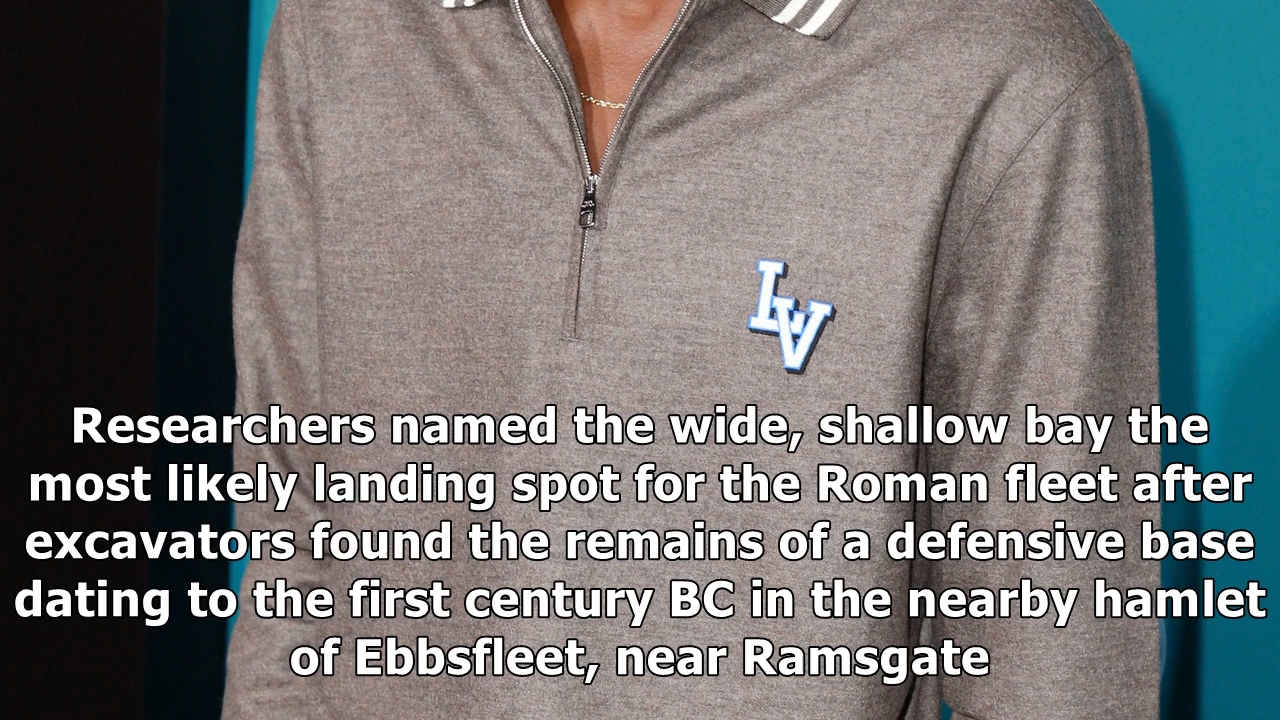 LV
Researchers named the wide, shallow bay the
most likely landing spot for the Roman fleet after
excavators found the remains of a defensive base
dating to the first century BC in the nearby hamlet
of Ebbsfleet, near Ramsgate